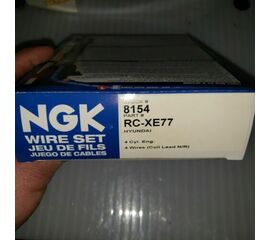 8154
NGK
PART #
RC-XE77
HYUNDAI
WIRE SET
JEU DE FILS
JUEGO DE CABLES
4 Cyl. Eng.
4 Wires (Coil Lead N/R)